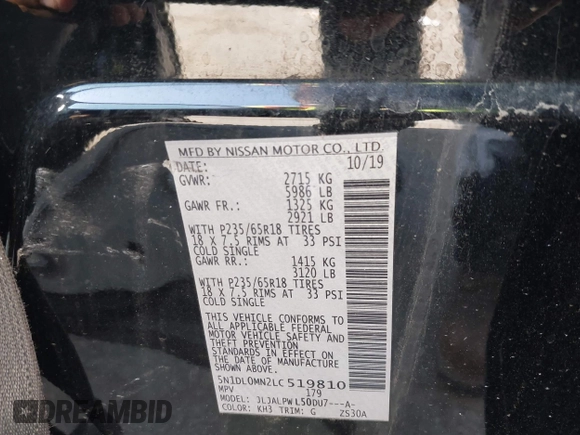 MFD BY NISSAN MOTOR CO., LTD.
DATE: 10/19
GVWR: 2715 KG
5986 LB
GAWR FR.: 1325 KG
2921 LB
WITH P235/65R18 TIRES
18 X 7.5 RIMS AT 33 PSI
COLD SINGLE
GAWR RR.: 1415 KG
3120 LB
WITH P235/65R18 TIRES
18 X 7.5 RIMS AT 33 PSI
COLD SINGLE
THIS VEHICLE CONFORMS TO
ALL APPLICABLE FEDERAL
MOTOR VEHICLE SAFETY AND
THEFT PREVENTION
STANDARDS IN EFFECT ON
THE DATE OF MANUFACTURE
SHOWN ABOVE.
5N1DL0MN2LC519810
MPV 179
MODEL: JLJALPWLS0DU7---A-
COLOR: KH3 TRIM: G ZS30A
DREAMBID.COM